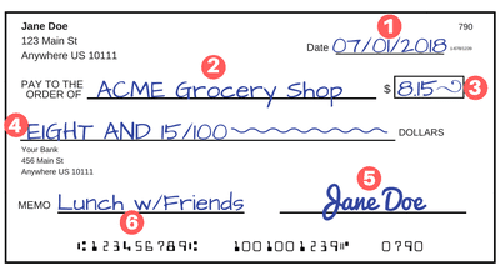 Jane Doe
790
123 Main St
Anywhere US 10111
1
Date 07/01/2018
2
PAY TO THE ORDER OF ACME Grocery Shop $ 8.15
3
4
EIGHT AND 15/100 DOLLARS
Your Bank
456 Main St
Anywhere US 10111
5
MEMO Lunch w/Friends Jane Doe
6
⑆123456789⑆ 1001001239⑈ 0790